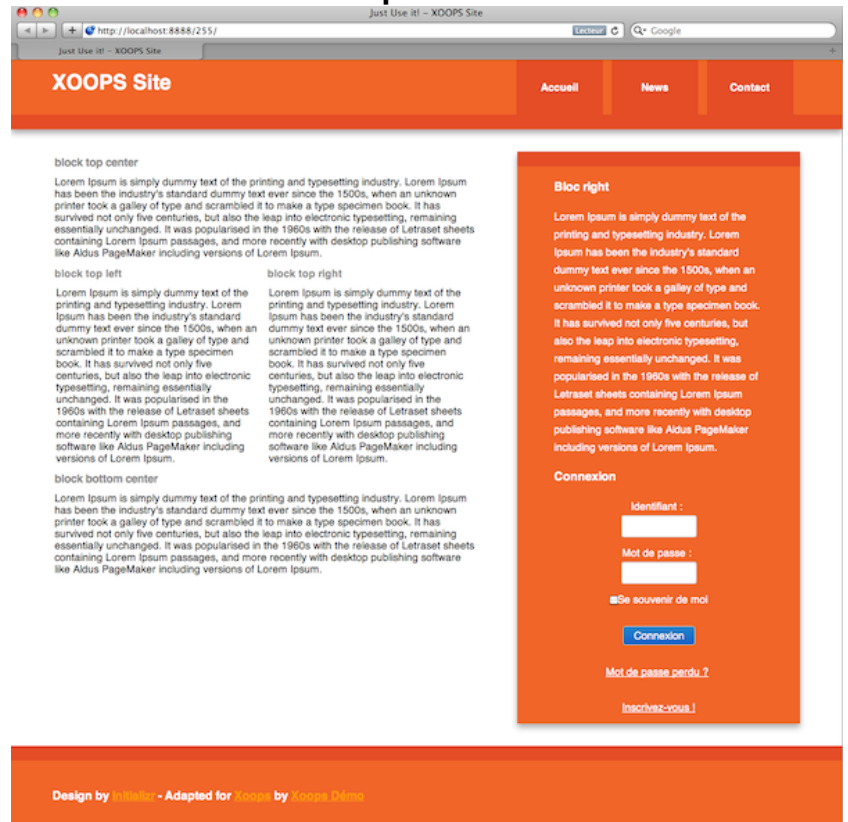 Just Use it! – XOOPS Site
http://localhost:8888/255/
Lecteur
Google
Just Use it! – XOOPS Site
XOOPS Site
Accueil
News
Contact
block top center
Lorem Ipsum is simply dummy text of the printing and typesetting industry. Lorem Ipsum
has been the industry's standard dummy text ever since the 1500s, when an unknown
printer took a galley of type and scrambled it to make a type specimen book. It has
survived not only five centuries, but also the leap into electronic typesetting, remaining
essentially unchanged. It was popularised in the 1960s with the release of Letraset sheets
containing Lorem Ipsum passages, and more recently with desktop publishing software
like Aldus PageMaker including versions of Lorem Ipsum.
block top left
Lorem Ipsum is simply dummy text of the
printing and typesetting industry. Lorem
Ipsum has been the industry's standard
dummy text ever since the 1500s, when an
unknown printer took a galley of type and
scrambled it to make a type specimen
book. It has survived not only five
centuries, but also the leap into electronic
typesetting, remaining essentially
unchanged. It was popularised in the
1960s with the release of Letraset sheets
containing Lorem Ipsum passages, and
more recently with desktop publishing
software like Aldus PageMaker including
versions of Lorem Ipsum.
block top right
Lorem Ipsum is simply dummy text of the
printing and typesetting industry. Lorem
Ipsum has been the industry's standard
dummy text ever since the 1500s, when an
unknown printer took a galley of type and
scrambled it to make a type specimen
book. It has survived not only five
centuries, but also the leap into electronic
typesetting, remaining essentially
unchanged. It was popularised in the
1960s with the release of Letraset sheets
containing Lorem Ipsum passages, and
more recently with desktop publishing
software like Aldus PageMaker including
versions of Lorem Ipsum.
block bottom center
Lorem Ipsum is simply dummy text of the printing and typesetting industry. Lorem Ipsum
has been the industry's standard dummy text ever since the 1500s, when an unknown
printer took a galley of type and scrambled it to make a type specimen book. It has
survived not only five centuries, but also the leap into electronic typesetting, remaining
essentially unchanged. It was popularised in the 1960s with the release of Letraset sheets
containing Lorem Ipsum passages, and more recently with desktop publishing software
like Aldus PageMaker including versions of Lorem Ipsum.
Bloc right
Lorem Ipsum is simply dummy text of the
printing and typesetting industry. Lorem
Ipsum has been the industry's standard
dummy text ever since the 1500s, when an
unknown printer took a galley of type and
scrambled it to make a type specimen book.
It has survived not only five centuries, but
also the leap into electronic typesetting,
remaining essentially unchanged. It was
popularised in the 1960s with the release of
Letraset sheets containing Lorem Ipsum
passages, and more recently with desktop
publishing software like Aldus PageMaker
including versions of Lorem Ipsum.
Connexion
Identifiant :
Mot de passe :
Se souvenir de moi
Connexion
Mot de passe perdu ?
Inscrivez-vous !
Design by Initializr - Adapted for Xoops by Xoops Démo